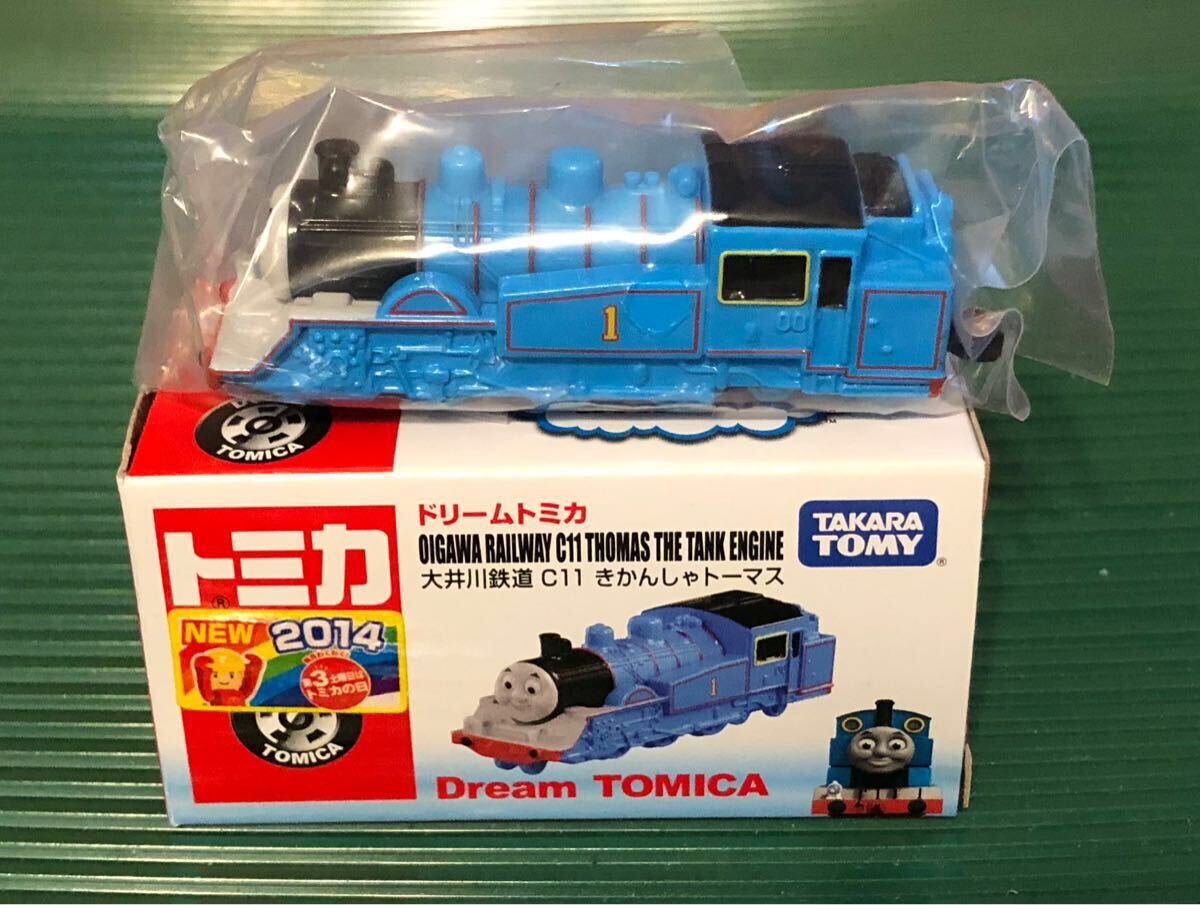 1
TOMICA
TM
トミカ
®
NEW 2014
第3土曜日は
トミカの日
TOMICA
ドリームトミカ
OIGAWA RAILWAY C11 THOMAS THE TANK ENGINE
大井川鉄道 C11 きかんしゃトーマス
TAKARA
TOMY
®
1
Dream TOMICA